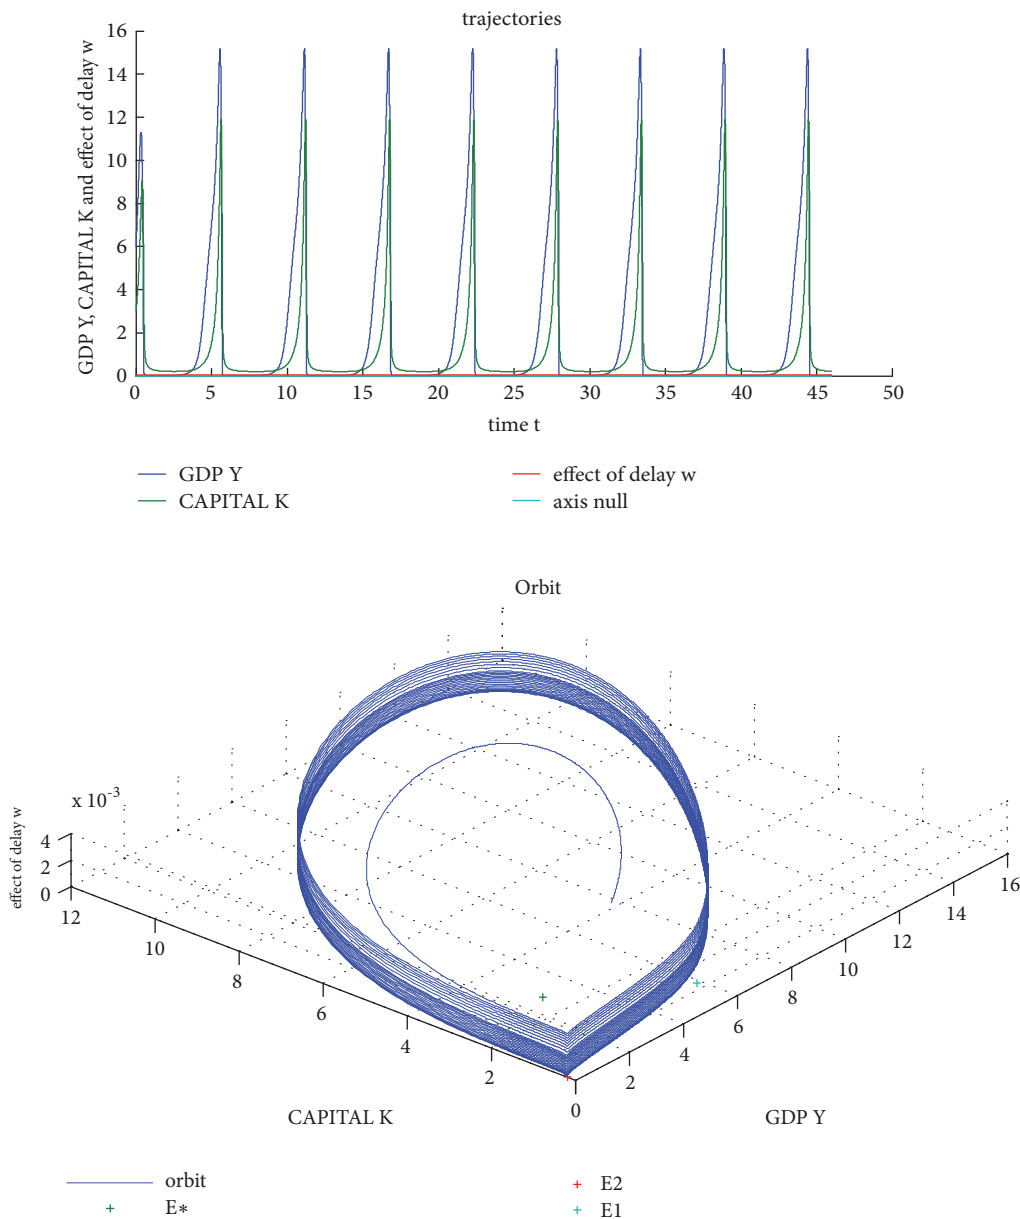 trajectories
GDP Y, CAPITAL K and effect of delay w
16
14
12
10
8
6
4
2
0
0 5 10 15 20 25 30 35 40 45 50
time t
GDP Y effect of delay w
CAPITAL K axis null
Orbit
effect of delay w
x 10-3
4
2
0
12 10 8 6 4 2 0 2 4 6 8 10 12 14 16
CAPITAL K GDP Y
orbit E2
E* E1